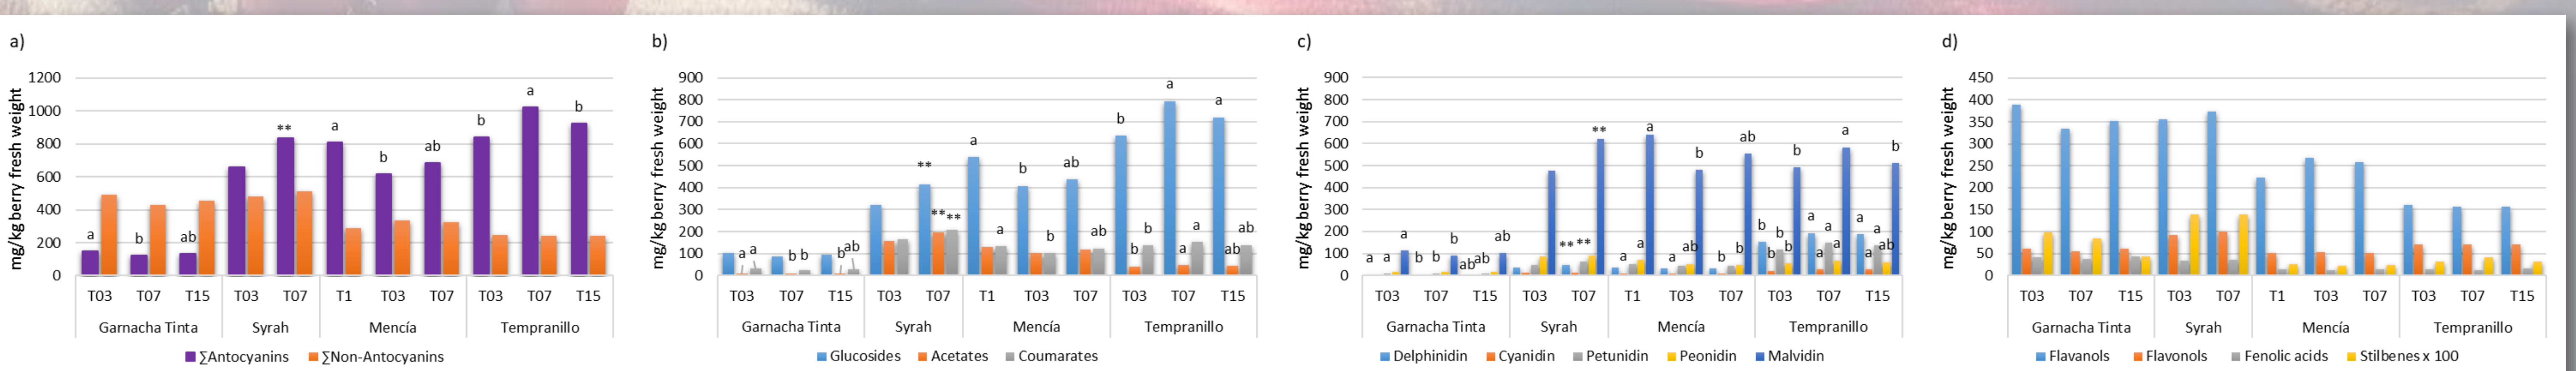 a)
mg/kg berry fresh weight
1200
1000
800
600
400
200
0
a b ab ** a b ab b a b
T03 T07 T15 T03 T07 T1 T03 T07 T03 T07 T15
Garnacha Tinta Syrah Mencía Tempranillo
∑Antocyanins ∑Non-Antocyanins
b)
mg/kg berry fresh weight
900
800
700
600
500
400
300
200
100
0
a a b b b ab ** ** ** a a b b ab ab b b b a a a a ab ab
T03 T07 T15 T03 T07 T1 T03 T07 T03 T07 T15
Garnacha Tinta Syrah Mencía Tempranillo
Glucosides Acetates Coumarates
c)
mg/kg berry fresh weight
900
800
700
600
500
400
300
200
100
0
a a a b b b ab ab ab ** ** ** a a a a ab b b b ab b b b b b a a a a a a a ab b
T03 T07 T15 T03 T07 T1 T03 T07 T03 T07 T15
Garnacha Tinta Syrah Mencía Tempranillo
Delphinidin Cyanidin Petunidin Peonidin Malvidin
d)
mg/kg berry fresh weight
450
400
350
300
250
200
150
100
50
0
T03 T07 T15 T03 T07 T1 T03 T07 T03 T07 T15
Garnacha Tinta Syrah Mencía Tempranillo
Flavanols Flavonols Fenolic acids Stilbenes x 100